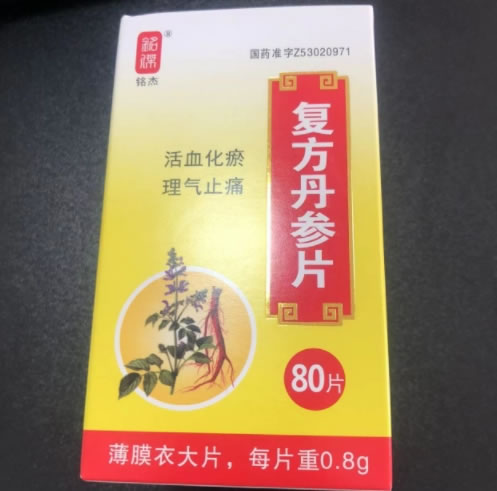 銘傑®
铭杰
国药准字Z53020971
复方丹参片
活血化瘀
理气止痛
80片
薄膜衣大片，每片重0.8g